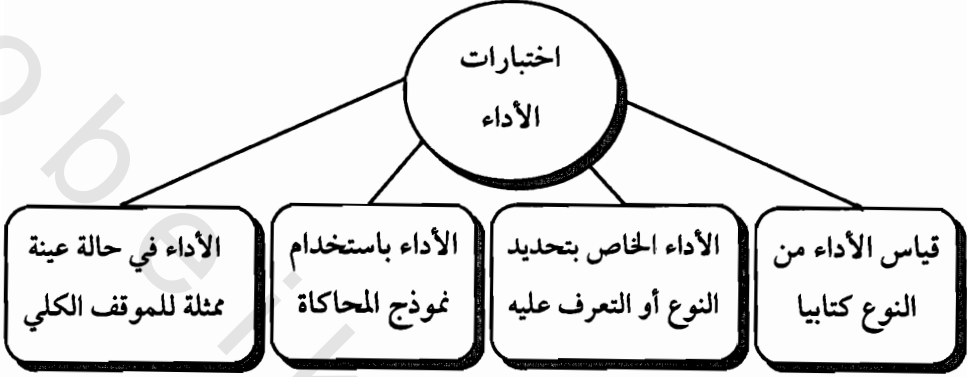 اختبارات
الأداء
قياس الأداء من
النوع كتابيا
الأداء الخاص بتحديد
النوع أو التعرف عليه
الأداء باستخدام
نموذج المحاكاة
الأداء في حالة عينة
ممثلة للموقف الكلي